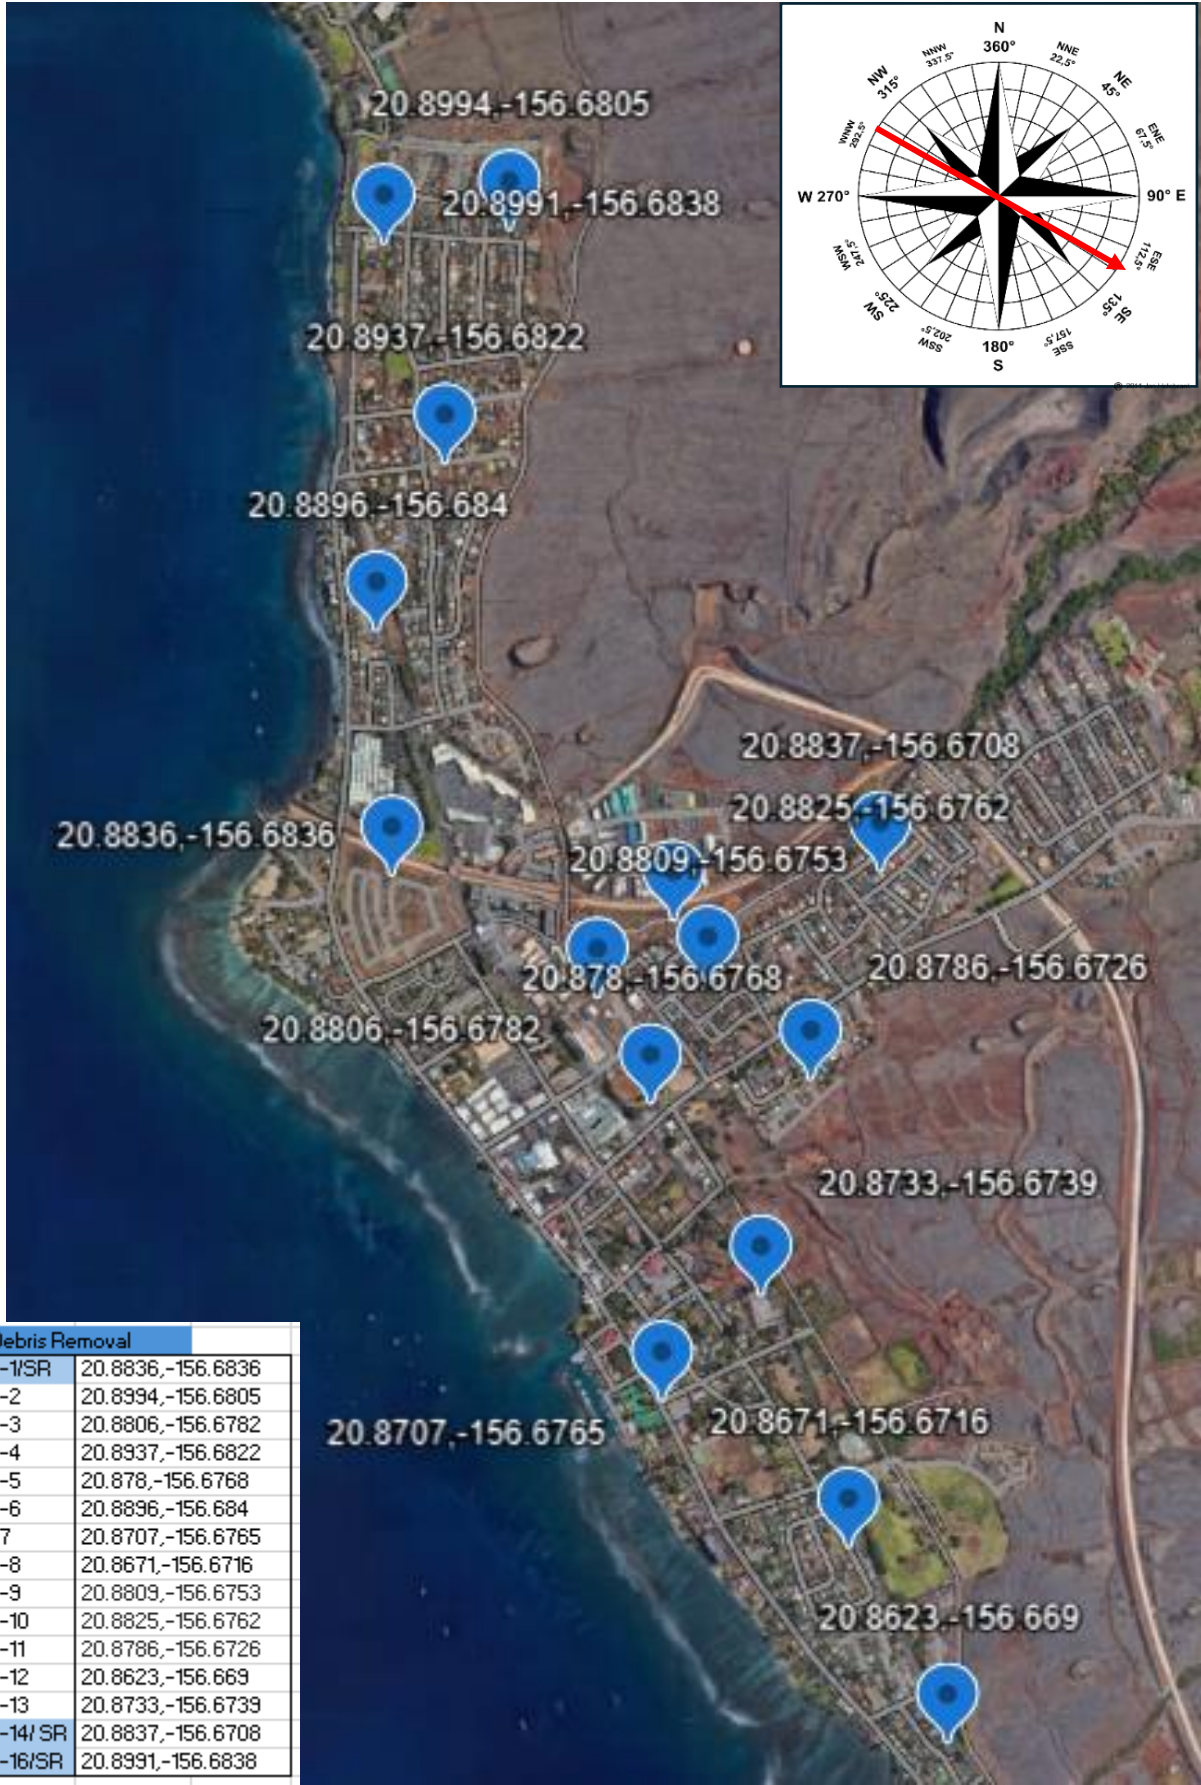 N
360°
NNW
337,5°
NNE
22,5°
NW
315°
NE
45°
WNW
292,5°
ENE
67,5°
W 270°
90° E
WSW
247,5°
ESE
112,5°
SW
225°
SE
135°
SSW
202,5°
SSE
157,5°
180°
S
20.8994,-156.6805
20.8991,-156.6838
20.8937,-156.6822
20.8896,-156.684
20.8837,-156.6708
20.8825,-156.6762
20.8836,-156.6836
20.8809,-156.6753
20.878,-156.6768
20.8786,-156.6726
20.8806,-156.6782
20.8733,-156.6739
20.8707,-156.6765
20.8671,-156.6716
20.8623,-156.669
ebris Removal
-1/SR 20.8836,-156.6836
-2 20.8994,-156.6805
-3 20.8806,-156.6782
-4 20.8937,-156.6822
-5 20.878,-156.6768
-6 20.8896,-156.684
7 20.8707,-156.6765
-8 20.8671,-156.6716
-9 20.8809,-156.6753
-10 20.8825,-156.6762
-11 20.8786,-156.6726
-12 20.8623,-156.669
-13 20.8733,-156.6739
-14/ SR 20.8837,-156.6708
-16/SR 20.8991,-156.6838